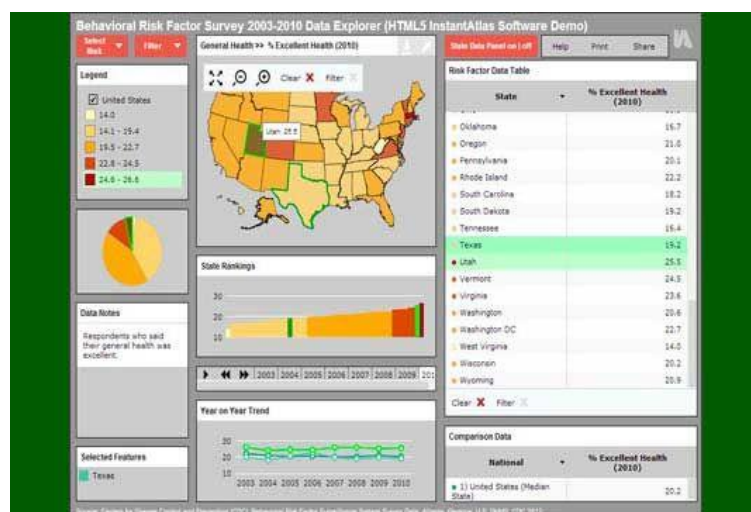 Behavioral Risk Factor Survey 2003-2010 Data Explorer (HTML5 InstantAtlas Software Demo)
Select Risk
Filter
General Health >> % Excellent Health (2010)
State Data Panel on | off
Help
Print
Share
Legend
United States
14.0
14.1 - 19.4
19.5 - 22.7
22.8 - 24.5
24.6 - 26.6
Clear X Filter X
Utah 25.5
Risk Factor Data Table
State
% Excellent Health (2010)
Oklahoma 16.7
Oregon 21.0
Pennsylvania 20.1
Rhode Island 22.2
South Carolina 18.2
South Dakota 19.2
Tennessee 16.4
Texas 19.2
Utah 25.5
Vermont 24.5
Virginia 23.6
Washington 20.6
Washington DC 22.7
West Virginia 14.0
Wisconsin 20.2
Wyoming 20.9
Clear X Filter X
State Rankings
30
20
10
Data Notes
Respondents who said
their general health was
excellent.
2003 2004 2005 2006 2007 2008 2009 201
Year on Year Trend
30
20
10
2003 2004 2005 2006 2007 2008 2009 2010
Selected Features
Texas
Comparison Data
National
% Excellent Health (2010)
1) United States (Median
State) 20.2